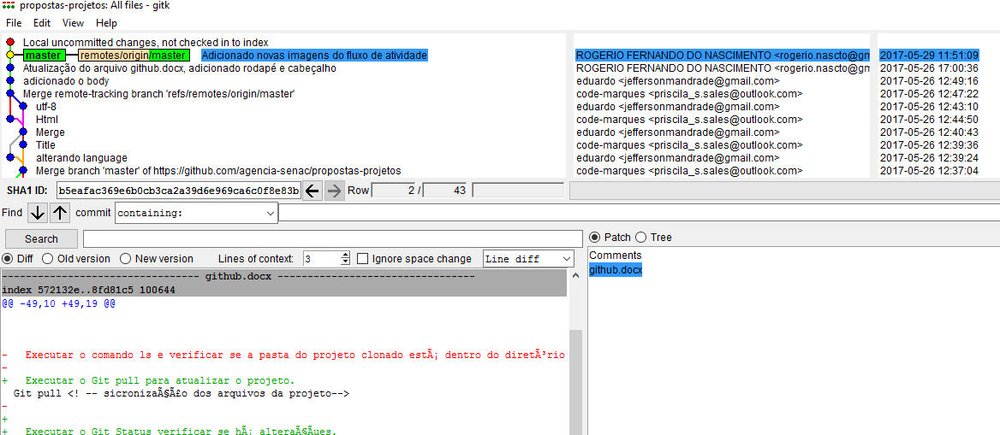 propostas-projetos: All files - gitk
File Edit View Help
Local uncommitted changes, not checked in to index
master remotes/origin/master Adicionado novas imagens do fluxo de atividade ROGERIO FERNANDO DO NASCIMENTO <rogerio.nascto@gm 2017-05-29 11:51:09
Atualização do arquivo github.docx, adicionado rodapé e cabeçalho ROGERIO FERNANDO DO NASCIMENTO <rogerio.nascto@gm 2017-05-26 17:00:36
adicionado o body eduardo <jeffersonmandrade@gmail.com> 2017-05-26 12:49:16
Merge remote-tracking branch 'refs/remotes/origin/master' code-marques <priscila_s.sales@outlook.com> 2017-05-26 12:47:22
utf-8 eduardo <jeffersonmandrade@gmail.com> 2017-05-26 12:43:10
Html code-marques <priscila_s.sales@outlook.com> 2017-05-26 12:44:50
Merge eduardo <jeffersonmandrade@gmail.com> 2017-05-26 12:40:43
Title code-marques <priscila_s.sales@outlook.com> 2017-05-26 12:39:36
alterando language eduardo <jeffersonmandrade@gmail.com> 2017-05-26 12:39:24
Merge branch 'master' of https://github.com/agencia-senac/propostas-projetos code-marques <priscila_s.sales@outlook.com> 2017-05-26 12:37:04
SHA1 ID: b5eafac369e6b0cb3ca2a39d6e969ca6c0f8e83b Row 2 / 43
Find commit containing:
Search
Patch Tree
Diff Old version New version Lines of context: 3 Ignore space change Line diff
Comments
github.docx
--------------------------------- github.docx ---------------------------------
index 572132e..8fd81c5 100644
@@ -49,10 +49,19 @@
- Executar o comando ls e verificar se a pasta do projeto clonado estÃ¡ dentro do diretÃ³rio
-
+ Executar o Git pull para atualizar o projeto.
Git pull <! -- sicronizaÃ§Ã£o dos arquivos da projeto-->
-
+
+ Executar o Git Status verificar se hÃ¡ alteraÃ§Ãues.